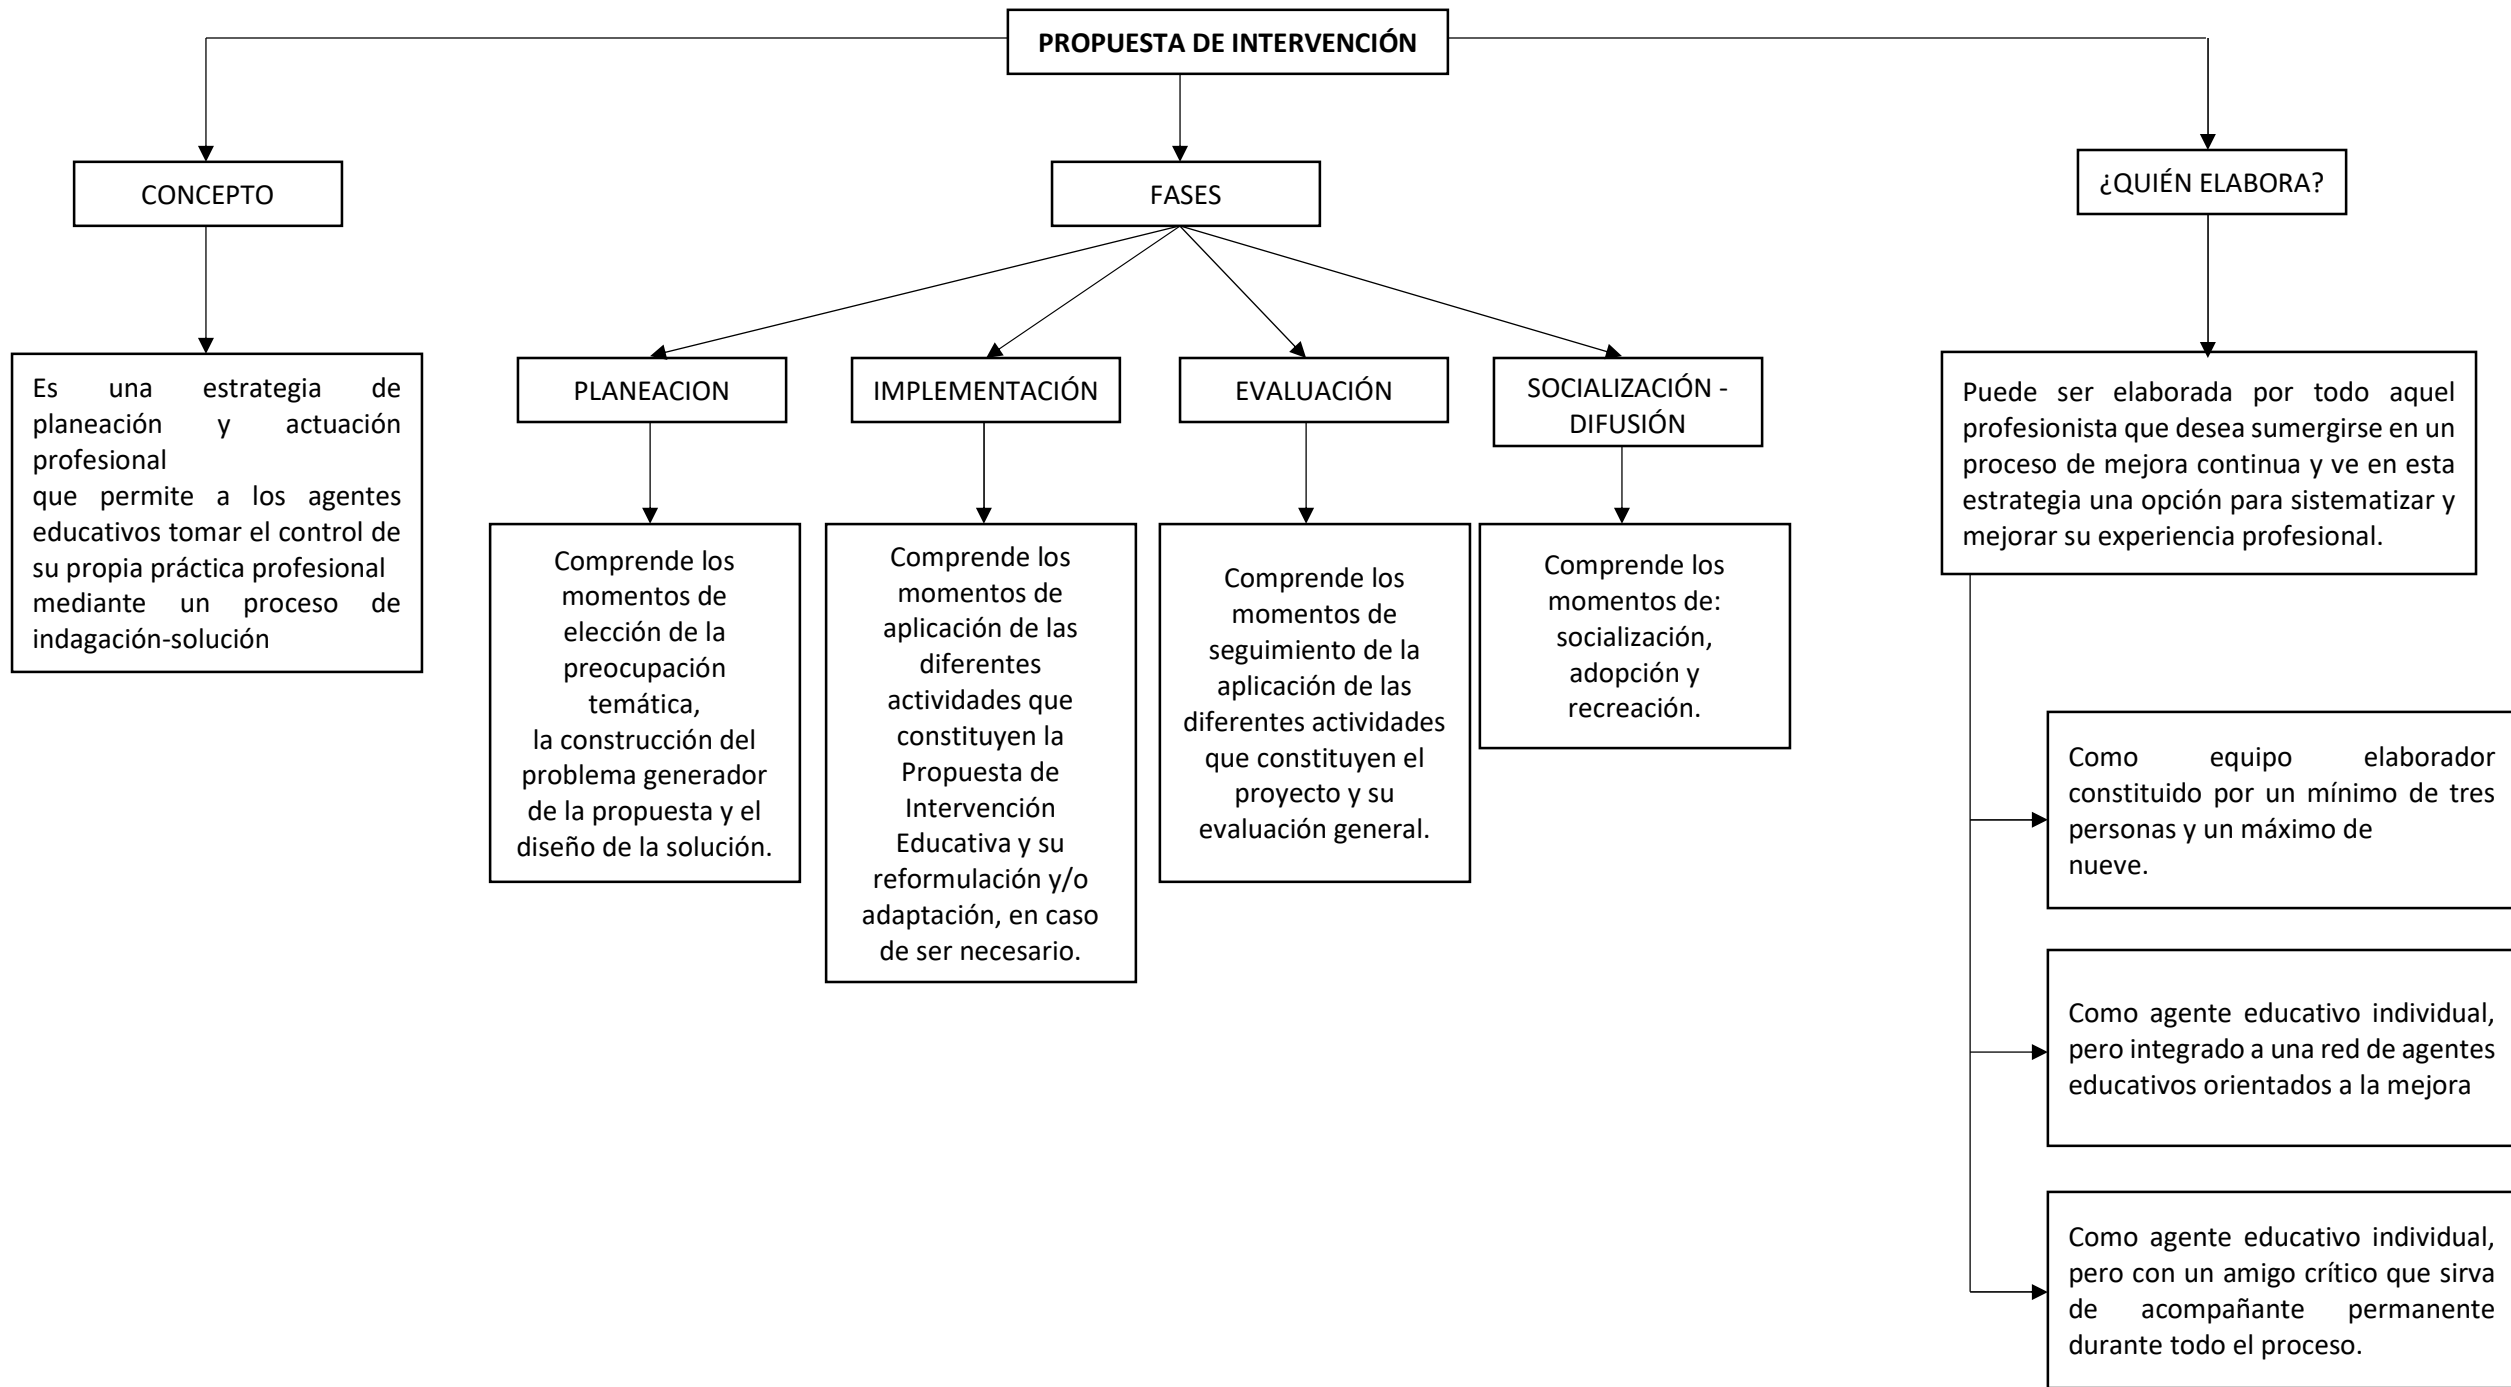 PROPUESTA DE INTERVENCIÓN
CONCEPTO
Es una estrategia de
planeación y actuación
profesional
que permite a los agentes
educativos tomar el control de
su propia práctica profesional
mediante un proceso de
indagación-solución
FASES
PLANEACION
Comprende los
momentos de
elección de la
preocupación
temática,
la construcción del
problema generador
de la propuesta y el
diseño de la solución.
IMPLEMENTACIÓN
Comprende los
momentos de
aplicación de las
diferentes
actividades que
constituyen la
Propuesta de
Intervención
Educativa y su
reformulación y/o
adaptación, en caso
de ser necesario.
EVALUACIÓN
Comprende los
momentos de
seguimiento de la
aplicación de las
diferentes actividades
que constituyen el
proyecto y su
evaluación general.
SOCIALIZACIÓN -
DIFUSIÓN
Comprende los
momentos de:
socialización,
adopción y
recreación.
¿QUIÉN ELABORA?
Puede ser elaborada por todo aquel
profesionista que desea sumergirse en un
proceso de mejora continua y ve en esta
estrategia una opción para sistematizar y
mejorar su experiencia profesional.
Como equipo elaborador
constituido por un mínimo de tres
personas y un máximo de
nueve.
Como agente educativo individual,
pero integrado a una red de agentes
educativos orientados a la mejora
Como agente educativo individual,
pero con un amigo crítico que sirva
de acompañante permanente
durante todo el proceso.